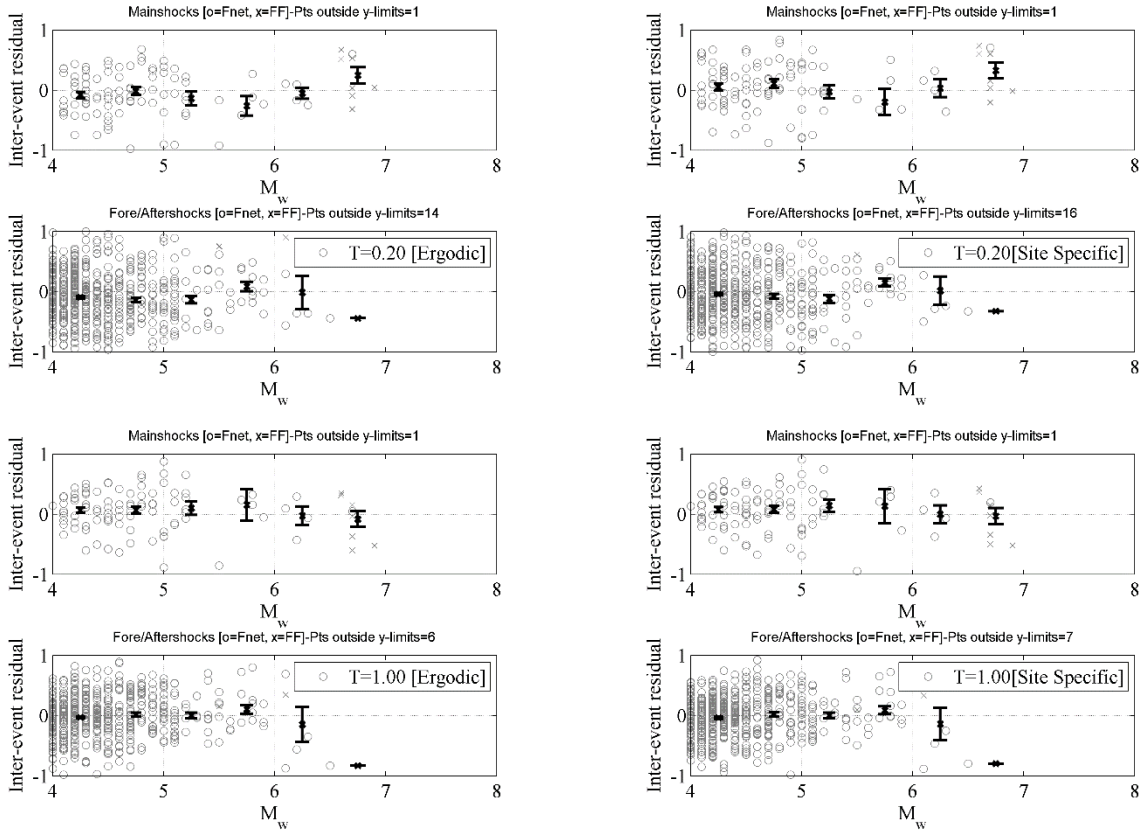 Mainshocks [o=Fnet, x=FF]-Pts outside y-limits=1
Inter-event residual
1
0
-1
4 5 6 7 8
M_w
Mainshocks [o=Fnet, x=FF]-Pts outside y-limits=1
Inter-event residual
1
0
-1
4 5 6 7 8
M_w
Fore/Aftershocks [o=Fnet, x=FF]-Pts outside y-limits=14
Inter-event residual
1
0
-1
T=0.20 [Ergodic]
4 5 6 7 8
M_w
Fore/Aftershocks [o=Fnet, x=FF]-Pts outside y-limits=16
Inter-event residual
1
0
-1
T=0.20[Site Specific]
4 5 6 7 8
M_w
Mainshocks [o=Fnet, x=FF]-Pts outside y-limits=1
Inter-event residual
1
0
-1
4 5 6 7 8
M_w
Mainshocks [o=Fnet, x=FF]-Pts outside y-limits=1
Inter-event residual
1
0
-1
4 5 6 7 8
M_w
Fore/Aftershocks [o=Fnet, x=FF]-Pts outside y-limits=6
Inter-event residual
1
0
-1
T=1.00 [Ergodic]
4 5 6 7 8
M_w
Fore/Aftershocks [o=Fnet, x=FF]-Pts outside y-limits=7
Inter-event residual
1
0
-1
T=1.00[Site Specific]
4 5 6 7 8
M_w